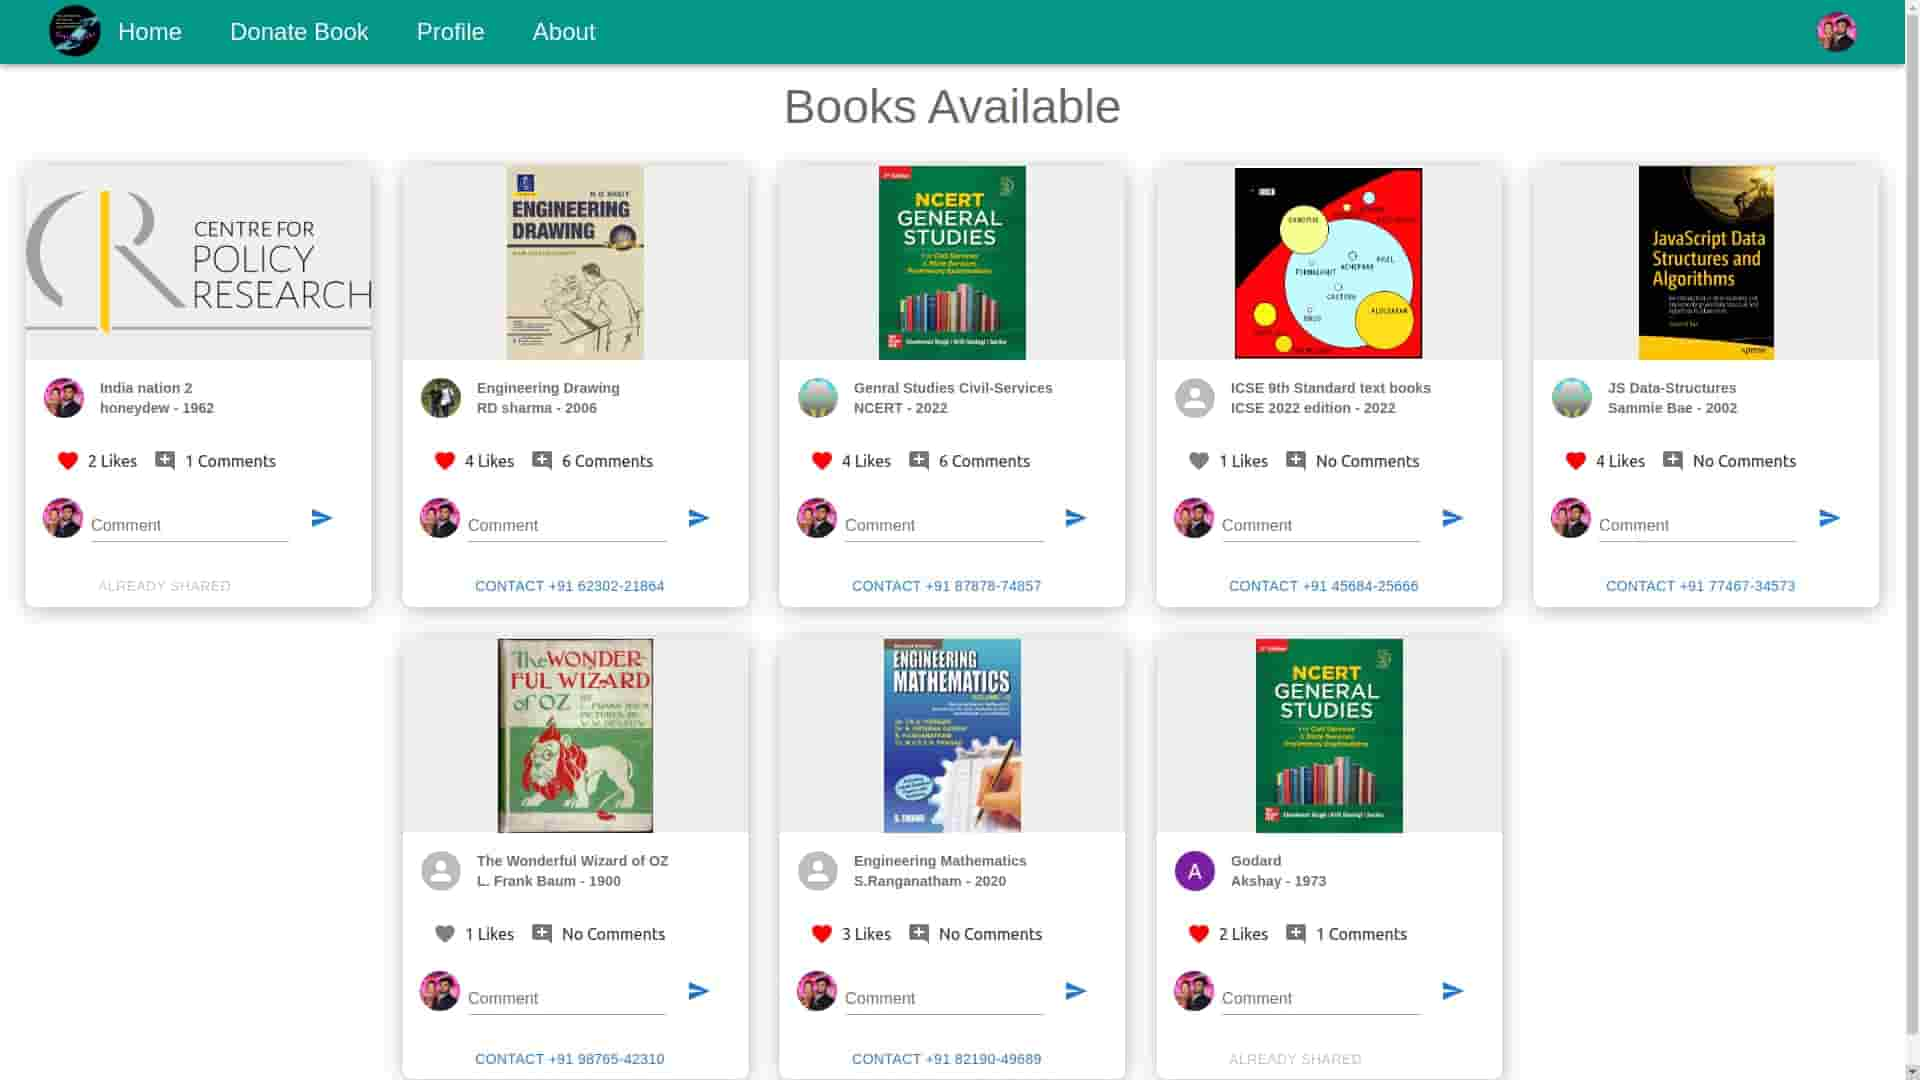 Home Donate Book Profile About
Books Available
CENTRE FOR
POLICY
RESEARCH
India nation 2
honeydew - 1962
2 Likes 1 Comments
Comment
ALREADY SHARED
ENGINEERING
DRAWING
Engineering Drawing
RD sharma - 2006
4 Likes 6 Comments
Comment
CONTACT +91 62302-21864
NCERT
GENERAL
STUDIES
Genral Studies Civil-Services
NCERT - 2022
4 Likes 6 Comments
Comment
CONTACT +91 87878-74857
ICSE 9th Standard text books
ICSE 2022 edition - 2022
1 Likes No Comments
Comment
CONTACT +91 45684-25666
JavaScript Data
Structures and
Algorithms
JS Data-Structures
Sammie Bae - 2002
4 Likes No Comments
Comment
CONTACT +91 77467-34573
The WONDER-
FUL WIZARD
of OZ
The Wonderful Wizard of OZ
L. Frank Baum - 1900
1 Likes No Comments
Comment
CONTACT +91 98765-42310
ENGINEERING
MATHEMATICS
Engineering Mathematics
S.Ranganatham - 2020
3 Likes No Comments
Comment
CONTACT +91 82190-49689
NCERT
GENERAL
STUDIES
A
Godard
Akshay - 1973
2 Likes 1 Comments
Comment
ALREADY SHARED